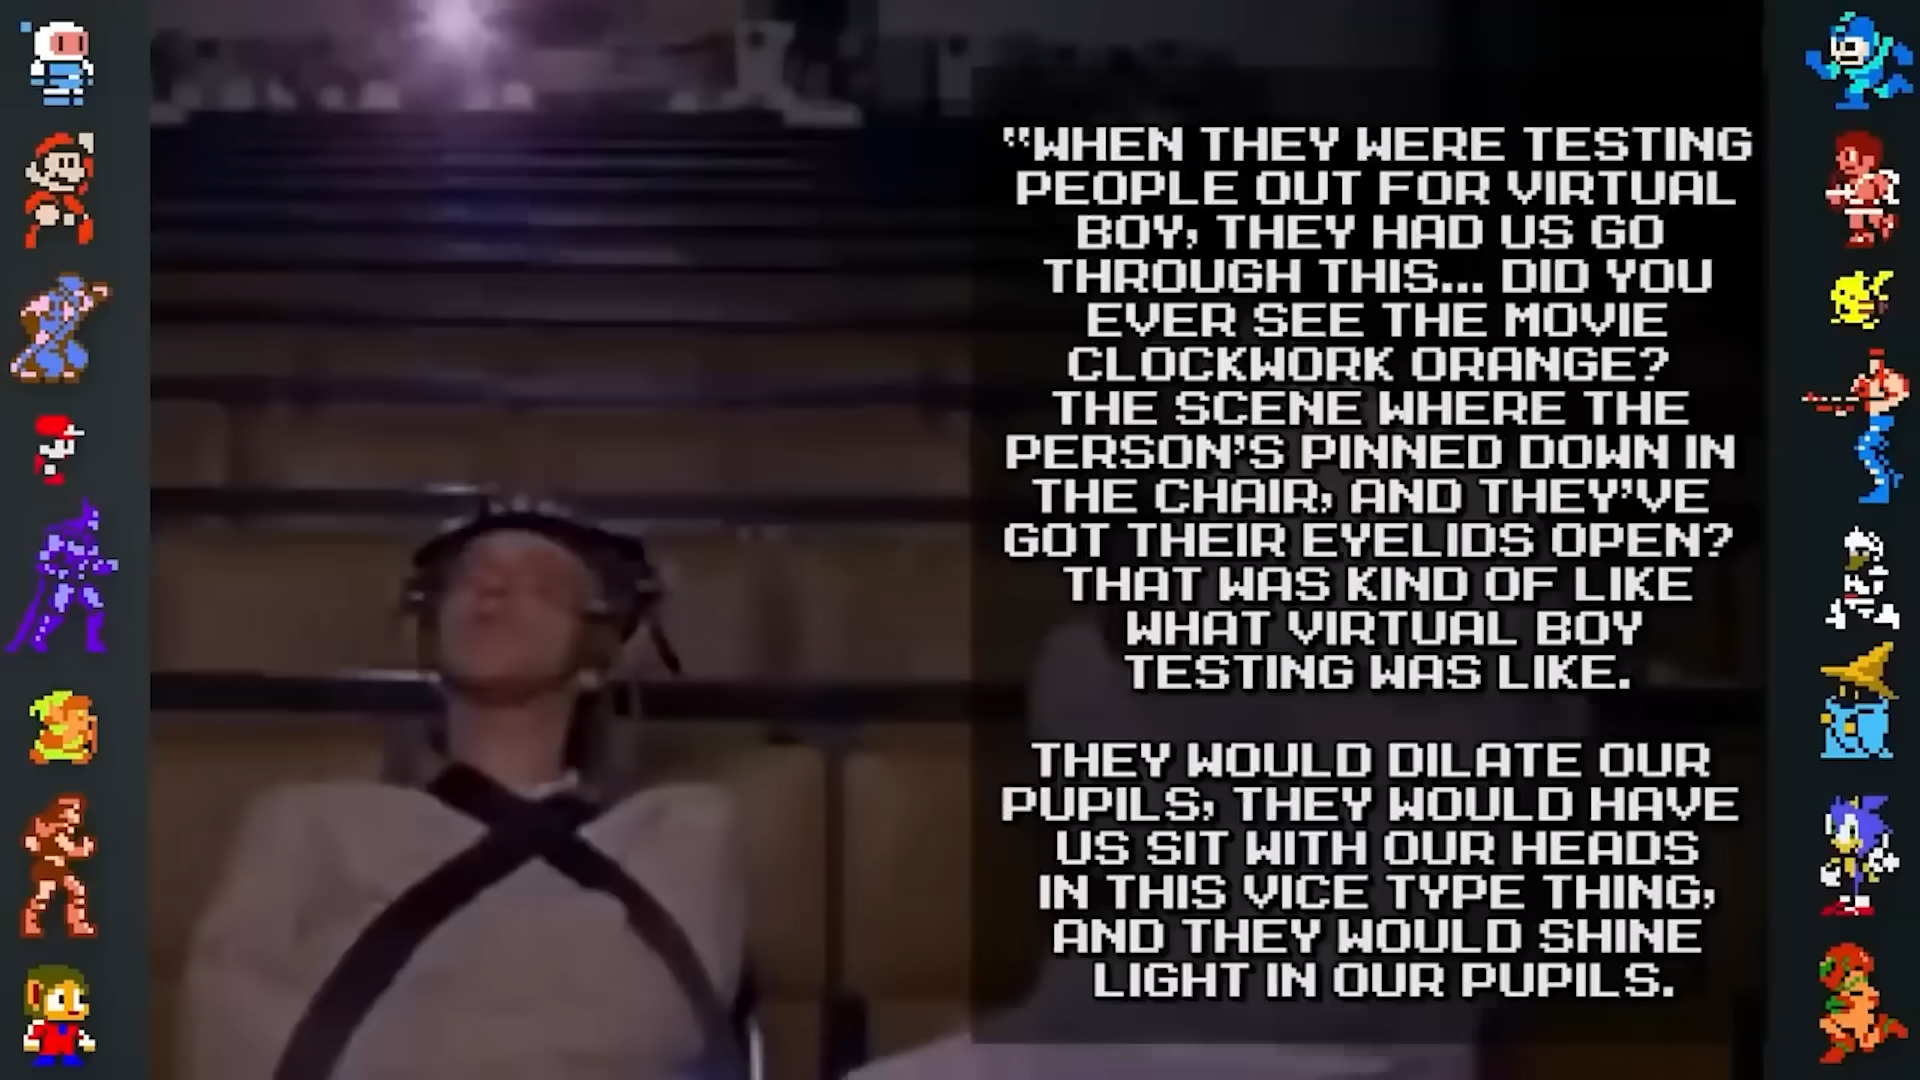 "WHEN THEY WERE TESTING
PEOPLE OUT FOR VIRTUAL
BOY, THEY HAD US GO
THROUGH THIS... DID YOU
EVER SEE THE MOVIE
CLOCKWORK ORANGE?
THE SCENE WHERE THE
PERSON'S PINNED DOWN IN
THE CHAIR, AND THEY'VE
GOT THEIR EYELIDS OPEN?
THAT WAS KIND OF LIKE
WHAT VIRTUAL BOY
TESTING WAS LIKE.
THEY WOULD DILATE OUR
PUPILS, THEY WOULD HAVE
US SIT WITH OUR HEADS
IN THIS VICE TYPE THING,
AND THEY WOULD SHINE
LIGHT IN OUR PUPILS.